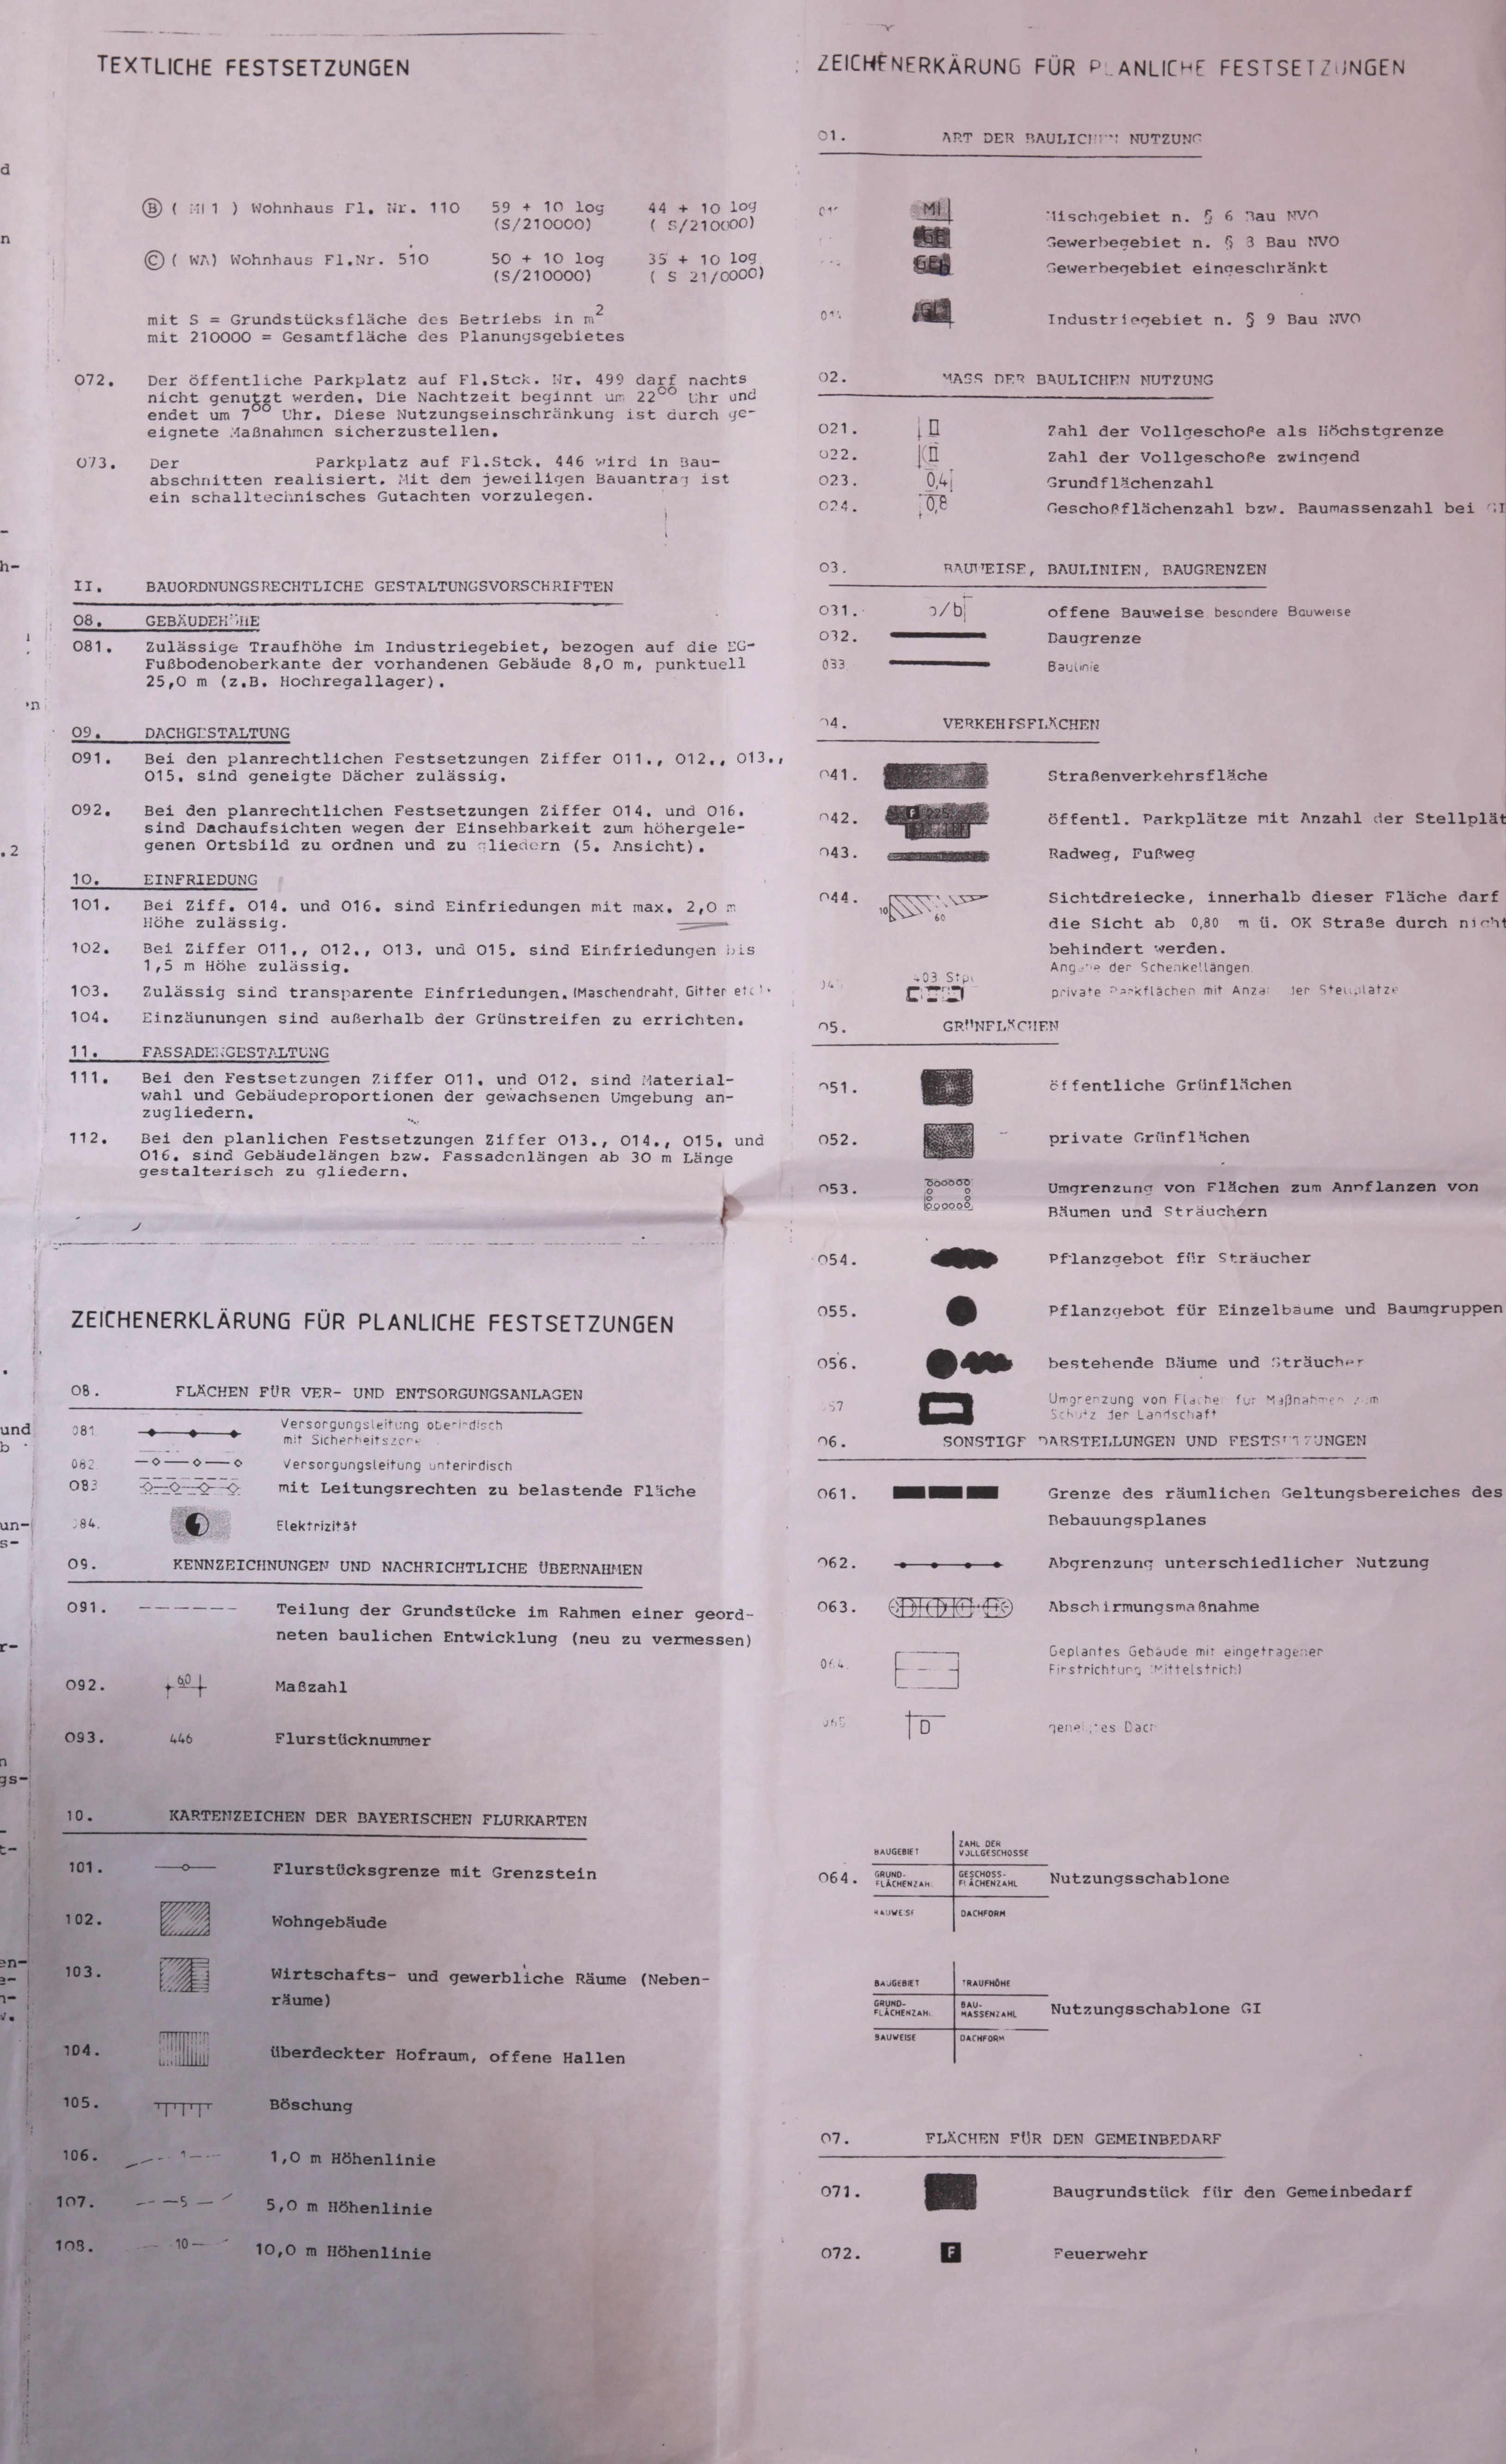 TEXTLICHE FESTSETZUNGEN
Ⓑ ( MI 1 ) Wohnhaus Fl. Nr. 110 59 + 10 log 44 + 10 log
(S/210000) ( S/210000)
Ⓒ ( WA) Wohnhaus Fl.Nr. 510 50 + 10 log 35 + 10 log
(S/210000) ( S 21/0000)
mit S = Grundstücksfläche des Betriebs in m²
mit 210000 = Gesamtfläche des Planungsgebietes
072. Der öffentliche Parkplatz auf Fl.Stck. Nr. 499 darf nachts
nicht genutzt werden. Die Nachtzeit beginnt um 22⁰⁰ Uhr und
endet um 7⁰⁰ Uhr. Diese Nutzungseinschränkung ist durch ge-
eignete Maßnahmen sicherzustellen.
073. Der Parkplatz auf Fl.Stck. 446 wird in Bau-
abschnitten realisiert. Mit dem jeweiligen Bauantrag ist
ein schalltechnisches Gutachten vorzulegen.
II. BAUORDNUNGSRECHTLICHE GESTALTUNGSVORSCHRIFTEN
08. GEBÄUDEHÖHE
081. Zulässige Traufhöhe im Industriegebiet, bezogen auf die EG-
Fußbodenoberkante der vorhandenen Gebäude 8,0 m, punktuell
25,0 m (z.B. Hochregallager).
09. DACHGESTALTUNG
091. Bei den planrechtlichen Festsetzungen Ziffer 011., 012., 013.,
015. sind geneigte Dächer zulässig.
092. Bei den planrechtlichen Festsetzungen Ziffer 014. und 016.
sind Dachaufsichten wegen der Einsehbarkeit zum höhergele-
genen Ortsbild zu ordnen und zu gliedern (5. Ansicht).
10. EINFRIEDUNG
101. Bei Ziff. 014. und 016. sind Einfriedungen mit max. 2,0 m
Höhe zulässig.
102. Bei Ziffer 011., 012., 013. und 015. sind Einfriedungen bis
1,5 m Höhe zulässig.
103. Zulässig sind transparente Einfriedungen. (Maschendraht, Gitter etc).
104. Einzäunungen sind außerhalb der Grünstreifen zu errichten.
11. FASSADENGESTALTUNG
111. Bei den Festsetzungen Ziffer 011. und 012. sind Material-
wahl und Gebäudeproportionen der gewachsenen Umgebung an-
zugliedern.
112. Bei den planlichen Festsetzungen Ziffer 013., 014., 015. und
016. sind Gebäudelängen bzw. Fassadenlängen ab 30 m Länge
gestalterisch zu gliedern.
ZEICHENERKLÄRUNG FÜR PLANLICHE FESTSETZUNGEN
08. FLÄCHEN FÜR VER- UND ENTSORGUNGSANLAGEN
081 Versorgungsleitung oberirdisch
mit Sicherheitszone
082 Versorgungsleitung unterirdisch
083 mit Leitungsrechten zu belastende Fläche
084. Elektrizität
09. KENNZEICHNUNGEN UND NACHRICHTLICHE ÜBERNAHMEN
091. Teilung der Grundstücke im Rahmen einer geord-
neten baulichen Entwicklung (neu zu vermessen)
092. 6,0 Maßzahl
093. 446 Flurstücknummer
10. KARTENZEICHEN DER BAYERISCHEN FLURKARTEN
101. Flurstücksgrenze mit Grenzstein
102. Wohngebäude
103. Wirtschafts- und gewerbliche Räume (Neben-
räume)
104. überdeckter Hofraum, offene Hallen
105. Böschung
106. 1 1,0 m Höhenlinie
107. 5 5,0 m Höhenlinie
108. 10 10,0 m Höhenlinie
ZEICHENERKÄRUNG FÜR PLANLICHE FESTSETZUNGEN
01. ART DER BAULICHEN NUTZUNG
MI Mischgebiet n. § 6 Bau NVO
GE Gewerbegebiet n. § 8 Bau NVO
GEe Gewerbegebiet eingeschränkt
GI Industriegebiet n. § 9 Bau NVO
02. MASS DER BAULICHEN NUTZUNG
021. II Zahl der Vollgeschoße als Höchstgrenze
022. II Zahl der Vollgeschoße zwingend
023. 0,4 Grundflächenzahl
024. 0,8 Geschoßflächenzahl bzw. Baumassenzahl bei GI
03. BAUWEISE, BAULINIEN, BAUGRENZEN
031. o/b offene Bauweise besondere Bauweise
032. Baugrenze
033 Baulinie
04. VERKEHRSFLÄCHEN
041. Straßenverkehrsfläche
042. öffentl. Parkplätze mit Anzahl der Stellplät
043. Radweg, Fußweg
044. 10 60 Sichtdreiecke, innerhalb dieser Fläche darf
die Sicht ab 0,80 m ü. OK Straße durch nicht
behindert werden.
Angabe der Schenkellängen.
045 403 Stpl private Parkflächen mit Anzahl der Stellplätze
05. GRÜNFLÄCHEN
051. öffentliche Grünflächen
052. private Grünflächen
053. Umgrenzung von Flächen zum Annflanzen von
Bäumen und Sträuchern
054. Pflanzgebot für Sträucher
055. Pflanzgebot für Einzelbäume und Baumgruppen
056. bestehende Bäume und Sträucher
057 Umgrenzung von Flächen für Maßnahmen zum
Schutz der Landschaft
06. SONSTIGE DARSTELLUNGEN UND FESTSETZUNGEN
061. Grenze des räumlichen Geltungsbereiches des
Bebauungsplanes
062. Abgrenzung unterschiedlicher Nutzung
063. Abschirmungsmaßnahme
064. Geplantes Gebäude mit eingetragener
Firstrichtung (Mittelstrich)
065 D geneigtes Dach
BAUGEBIET ZAHL DER
VOLLGESCHOSSE
064. GRUND-
FLÄCHENZAHL GESCHOSS-
FLÄCHENZAHL Nutzungsschablone
BAUWEISE DACHFORM
BAUGEBIET TRAUFHÖHE
GRUND-
FLÄCHENZAHL BAU-
MASSENZAHL Nutzungsschablone GI
BAUWEISE DACHFORM
07. FLÄCHEN FÜR DEN GEMEINBEDARF
071. Baugrundstück für den Gemeinbedarf
072. F Feuerwehr